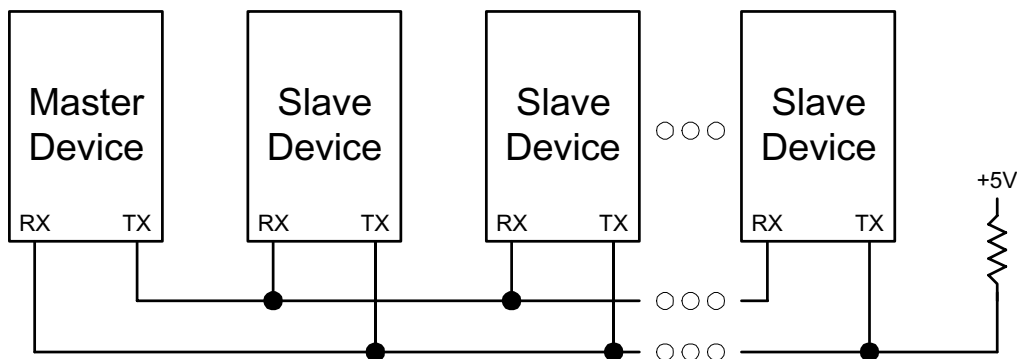 Master
Device
Slave
Device
Slave
Device
Slave
Device
+5V
RX TX
RX TX
RX TX
RX TX